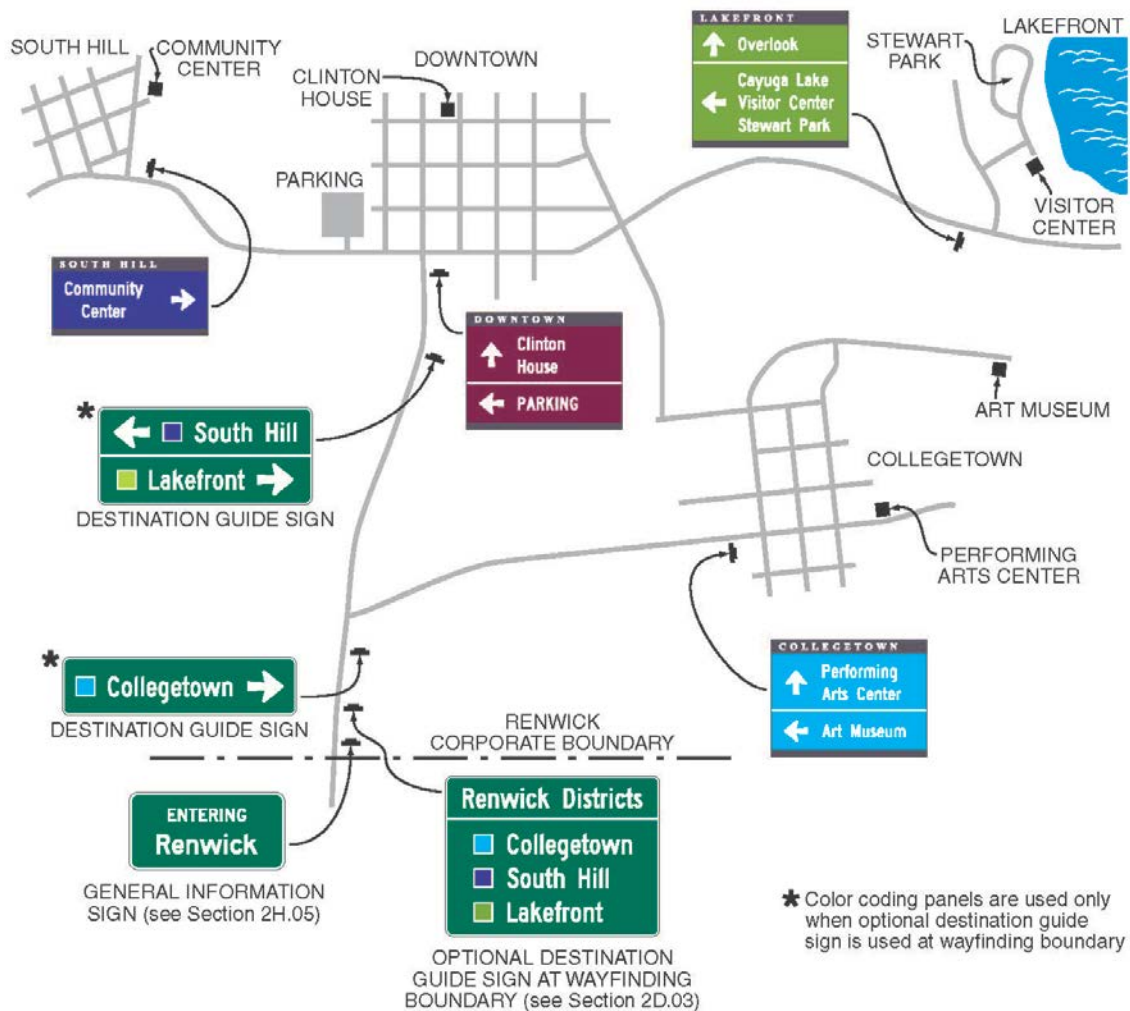 LAKEFRONT
Overlook
Cayuga Lake
Visitor Center
Stewart Park
STEWART
PARK
LAKEFRONT
SOUTH HILL
COMMUNITY
CENTER
DOWNTOWN
CLINTON
HOUSE
PARKING
VISITOR
CENTER
SOUTH HILL
Community
Center
DOWNTOWN
Clinton
House
PARKING
ART MUSEUM
* South Hill
Lakefront
DESTINATION GUIDE SIGN
COLLEGETOWN
PERFORMING
ARTS CENTER
* Collegetown
DESTINATION GUIDE SIGN
COLLEGETOWN
Performing
Arts Center
Art Museum
RENWICK
CORPORATE BOUNDARY
ENTERING
Renwick
GENERAL INFORMATION
SIGN (see Section 2H.05)
Renwick Districts
Collegetown
South Hill
Lakefront
OPTIONAL DESTINATION
GUIDE SIGN AT WAYFINDING
BOUNDARY (see Section 2D.03)
* Color coding panels are used only
when optional destination guide
sign is used at wayfinding boundary